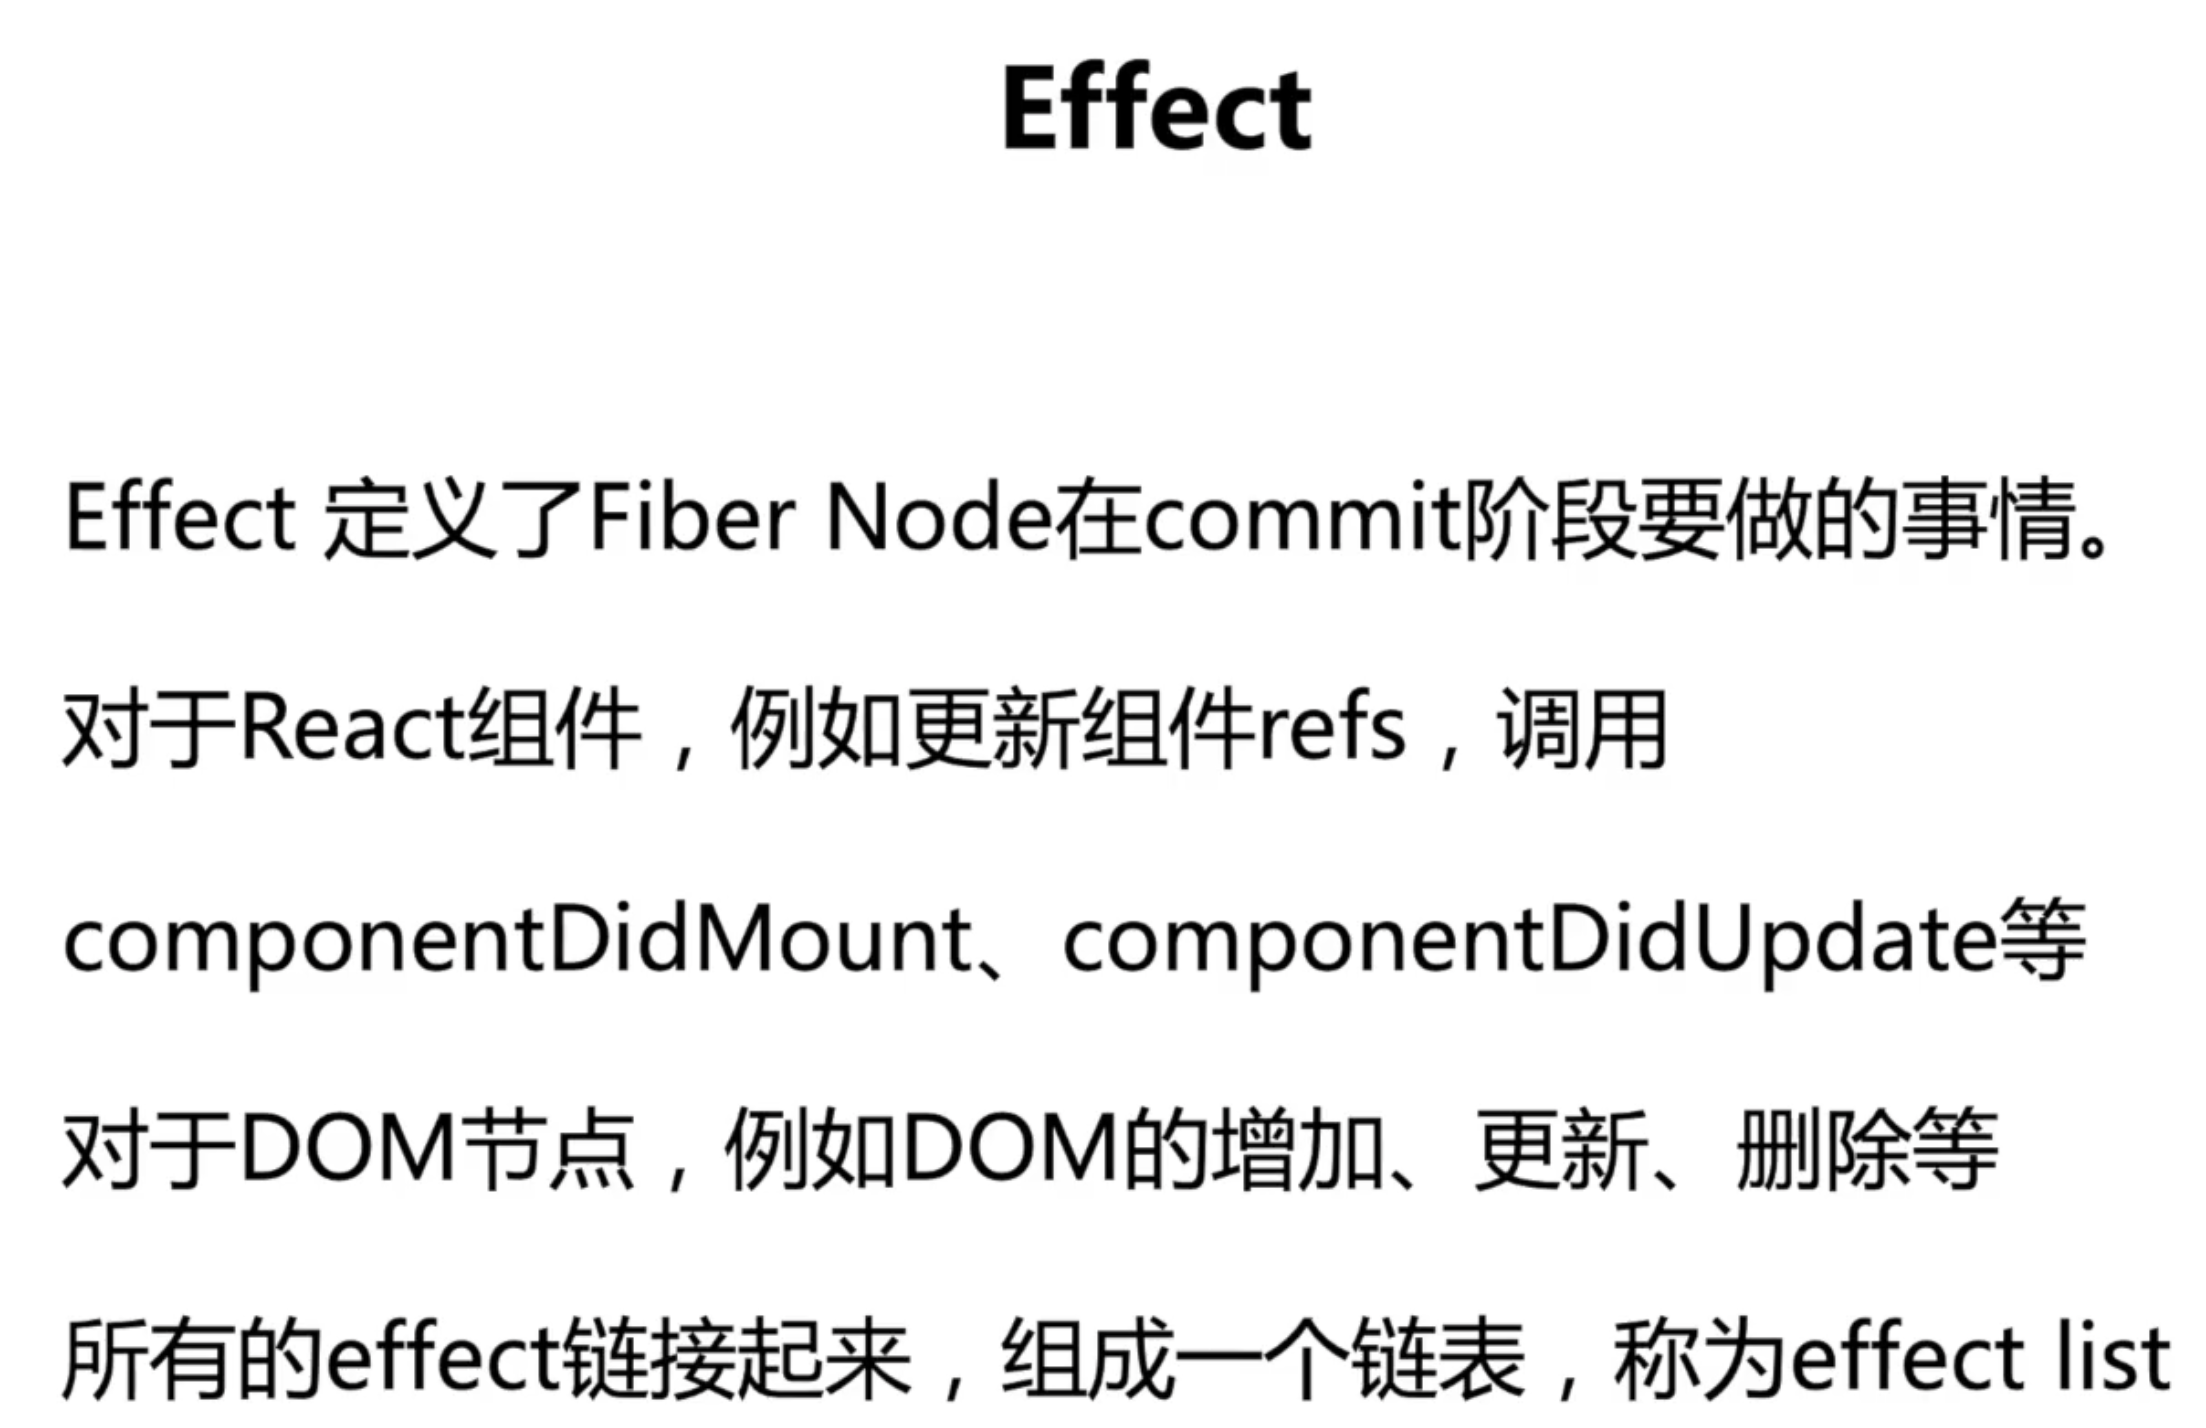 Effect
Effect 定义了Fiber Node在commit阶段要做的事情。
对于React组件，例如更新组件refs，调用
componentDidMount、componentDidUpdate等
对于DOM节点，例如DOM的增加、更新、删除等
所有的effect链接起来，组成一个链表，称为effect list